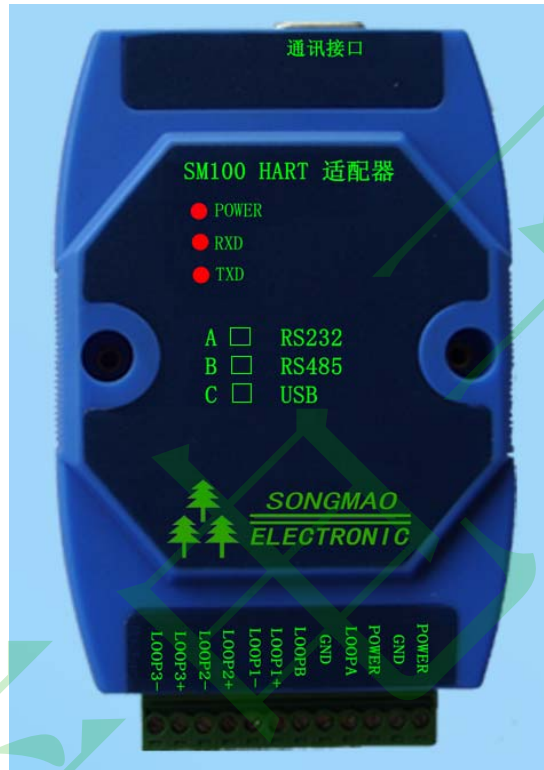 通讯接口
SM100 HART 适配器
POWER
RXD
TXD
A □ RS232
B □ RS485
C □ USB
SONGMAO
ELECTRONIC
LOOP3-
LOOP3+
LOOP2-
LOOP2+
LOOP1-
LOOP1+
LOOPB
GND
LOOPA
POWER
GND
POWER